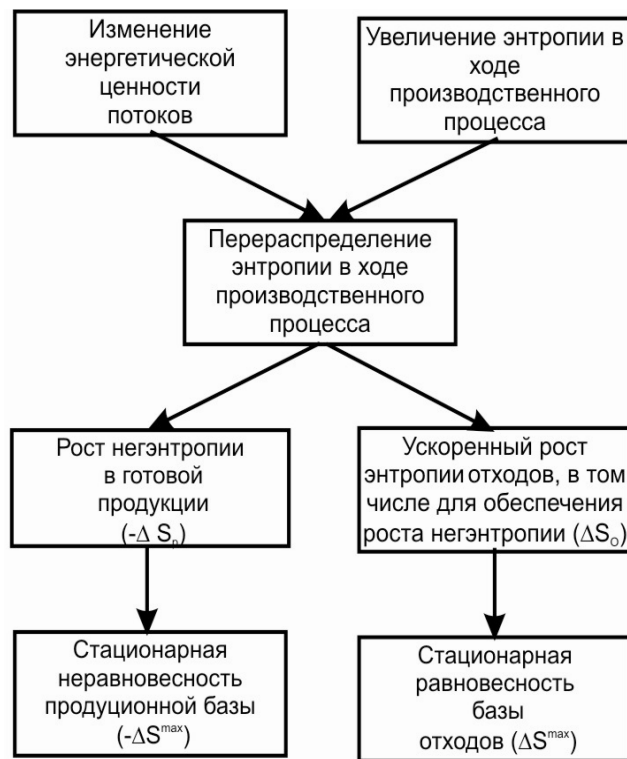 Изменение
энергетической
ценности
потоков
Увеличение энтропии в
ходе
производственного
процесса
Перераспределение
энтропии в ходе
производственного
процесса
Рост негэнтропии
в готовой
продукции
(-Δ Sₚ)
Ускоренный рост
энтропии отходов, в том
числе для обеспечения
роста негэнтропии (ΔSₒ)
Стационарная
неравновесность
продуционной базы
(-ΔSᵐᵃˣ)
Стационарная
равновесность
базы
отходов (ΔSᵐᵃˣ)